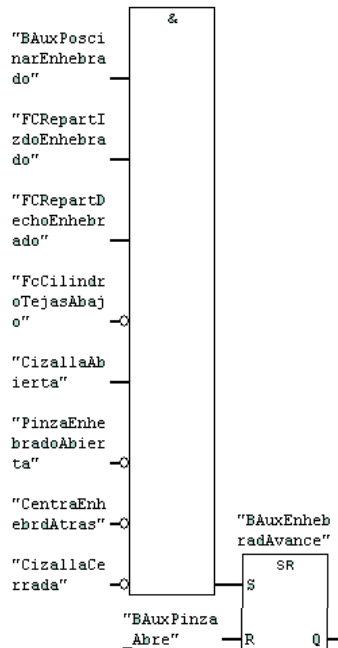 &
"BAuxPosci
narEnhebra
do"
"FCRepartI
zdoEnhebra
do"
"FCRepartD
echoEnhebr
ado"
"FcCilindr
oTejasAbaj
o"
"CizallaAb
ierta"
"PinzaEnhe
bradoAbier
ta"
"CentraEnh
ebrdAtras"
"CizallaCe
rrada"
"BAuxEnheb
radAvance"
SR
S
"BAuxPinza
_Abre"
R Q